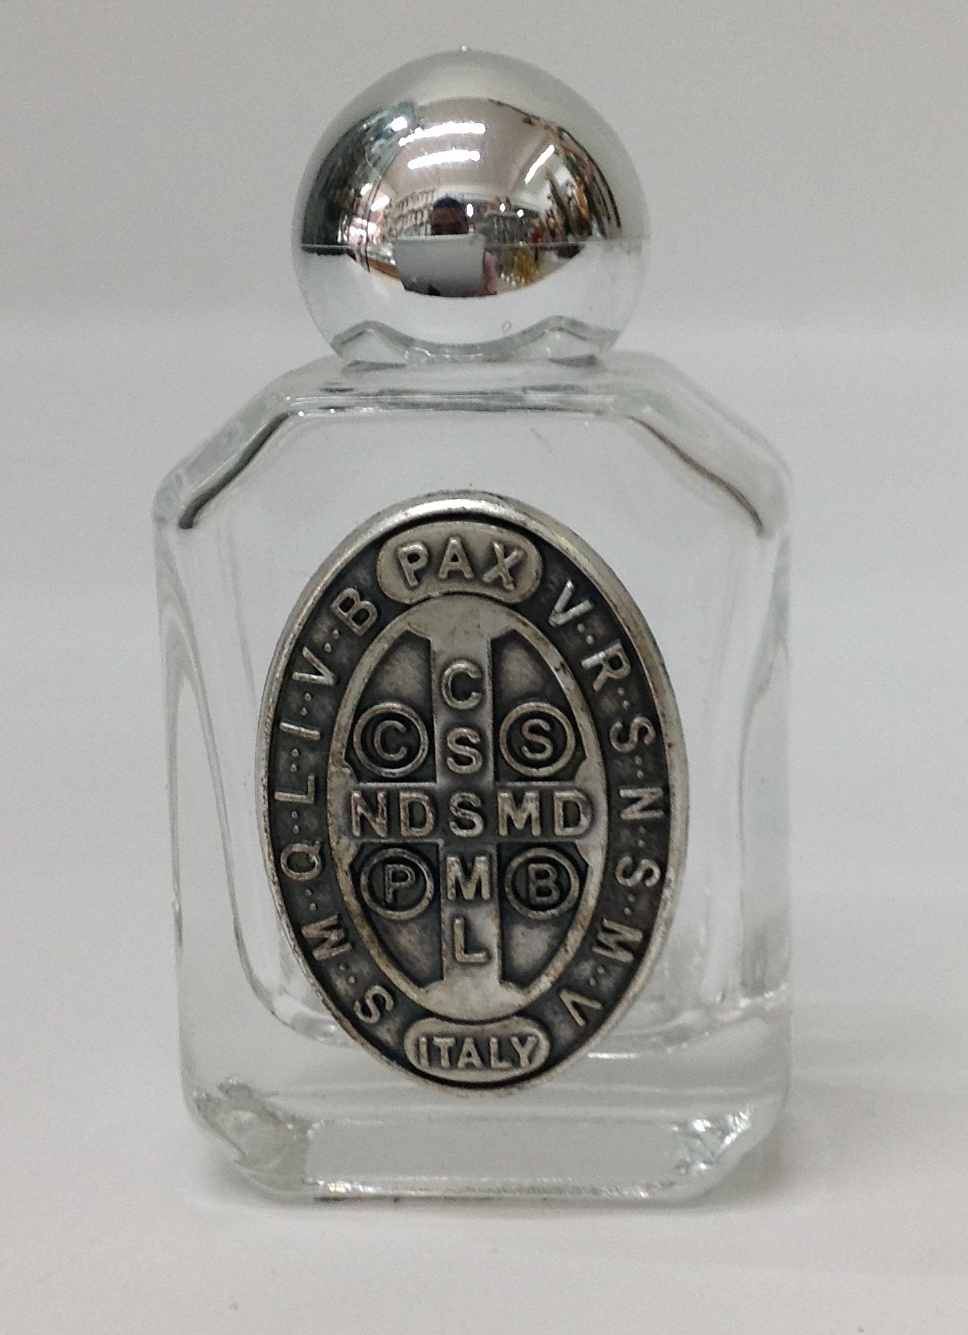 PAX
V··R··S··N··S··M··V
S··M··Q··L··I··V··B
C
C S S
NDSMD
P M B
L
ITALY